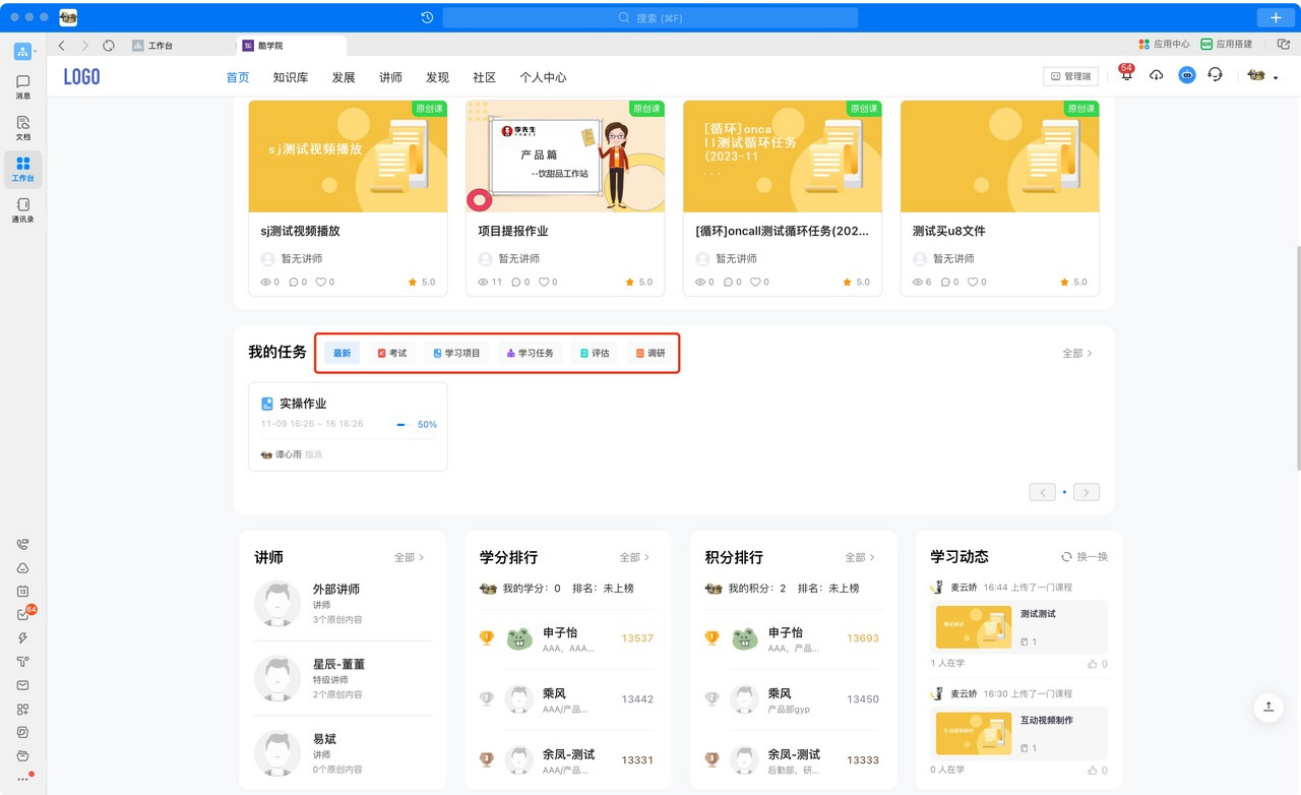 搜索 (⌘F)
工作台
酷学院
应用中心
应用搭建
LOGO
首页 知识库 发展 讲师 发现 社区 个人中心
管理端
54
消息
文档
工作台
通讯录
64
原创课
sj测试视频播放
sj测试视频播放
暂无讲师
0 0 0 5.0
原创课
李先生
产品篇
--饮甜品工作站
项目提报作业
暂无讲师
11 0 0 5.0
原创课
[循环]onca
ll测试循环任务
(2023-11
...
[循环]oncall测试循环任务(202...
暂无讲师
0 0 0 5.0
原创课
测试买u8文件
暂无讲师
6 0 0 5.0
我的任务 最新 考试 学习项目 学习任务 评估 调研
全部 >
实操作业
11-09 16:26 ~ 16 16:26 50%
谭心雨 指派
讲师 全部 >
外部讲师
讲师
3个原创内容
星辰-董董
特级讲师
2个原创内容
易斌
讲师
0个原创内容
学分排行 全部 >
我的学分：0 排名：未上榜
申子怡 13537
AAA，AAA...
乘风 13442
AAA/产品...
余凤-测试 13331
AAA/产品...
积分排行 全部 >
我的积分：2 排名：未上榜
申子怡 13693
AAA，产品...
乘风 13450
产品部gyp
余凤-测试 13333
后勤部，研...
学习动态 换一换
麦云娇 16:44 上传了一门课程
测试测试
测试测试
1
1 人在学 0
麦云娇 16:30 上传了一门课程
互动视频制作
互动视频制作
1
0 人在学 0